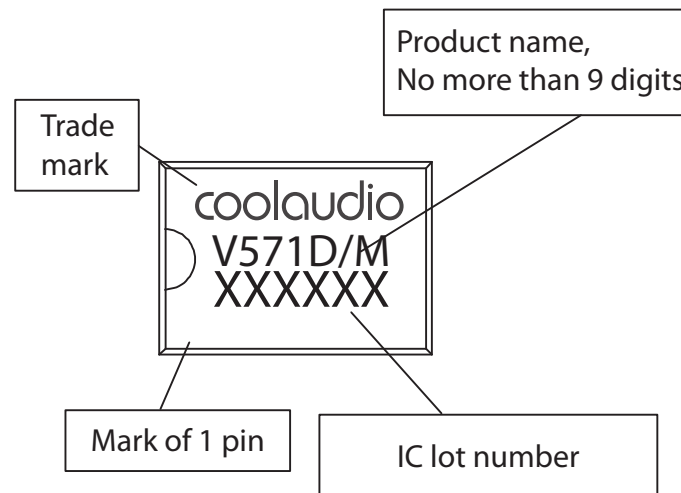 Product name,
No more than 9 digits
Trade
mark
coolaudio
V571D/M
XXXXXX
Mark of 1 pin
IC lot number